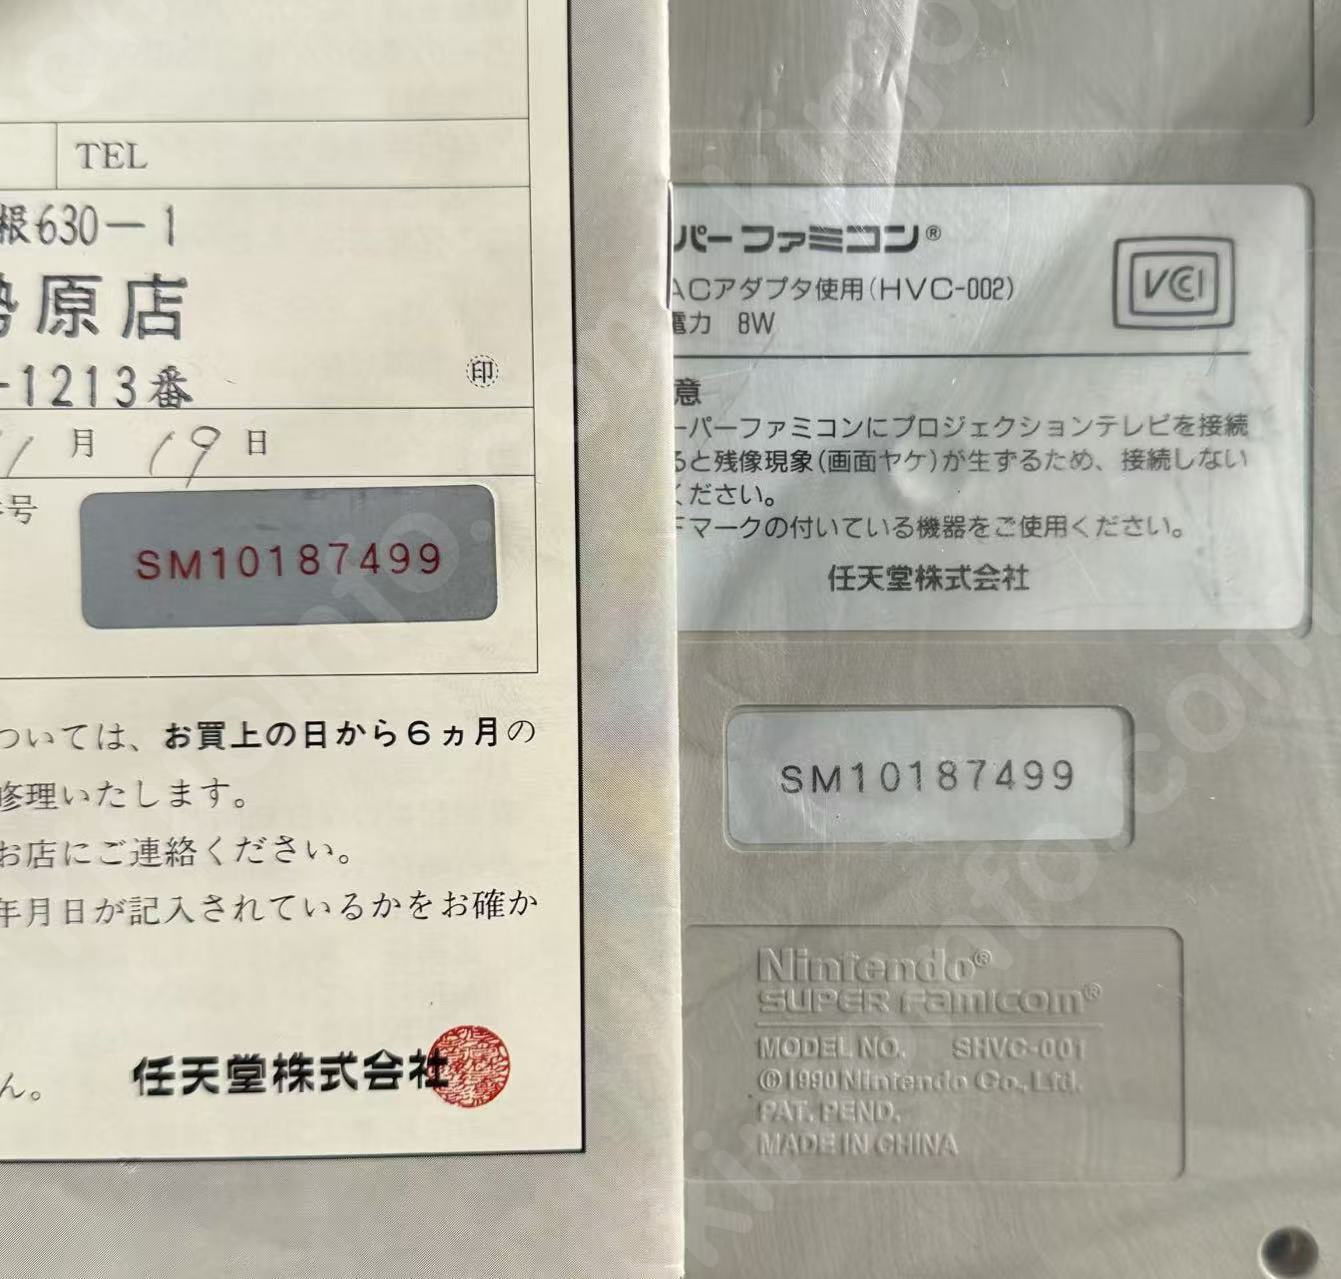 TEL
根630-1
勢原店
-1213番
印
11月 19日
号
SM10187499
ついては、お買上の日から6ヵ月の
修理いたします。
お店にご連絡ください。
年月日が記入されているかをお確か
ん。
任天堂株式会社
パーファミコン®
ACアダプタ使用(HVC-002)
電力 8W
VCCI
意
ーパーファミコンにプロジェクションテレビを接続
ると残像現象(画面ヤケ)が生ずるため、接続しない
ください。
Fマークの付いている機器をご使用ください。
任天堂株式会社
SM10187499
Nintendo®
SUPER Famicom®
MODEL NO. SHVC-001
©1990 Nintendo Co., Ltd.
PAT. PEND.
MADE IN CHINA